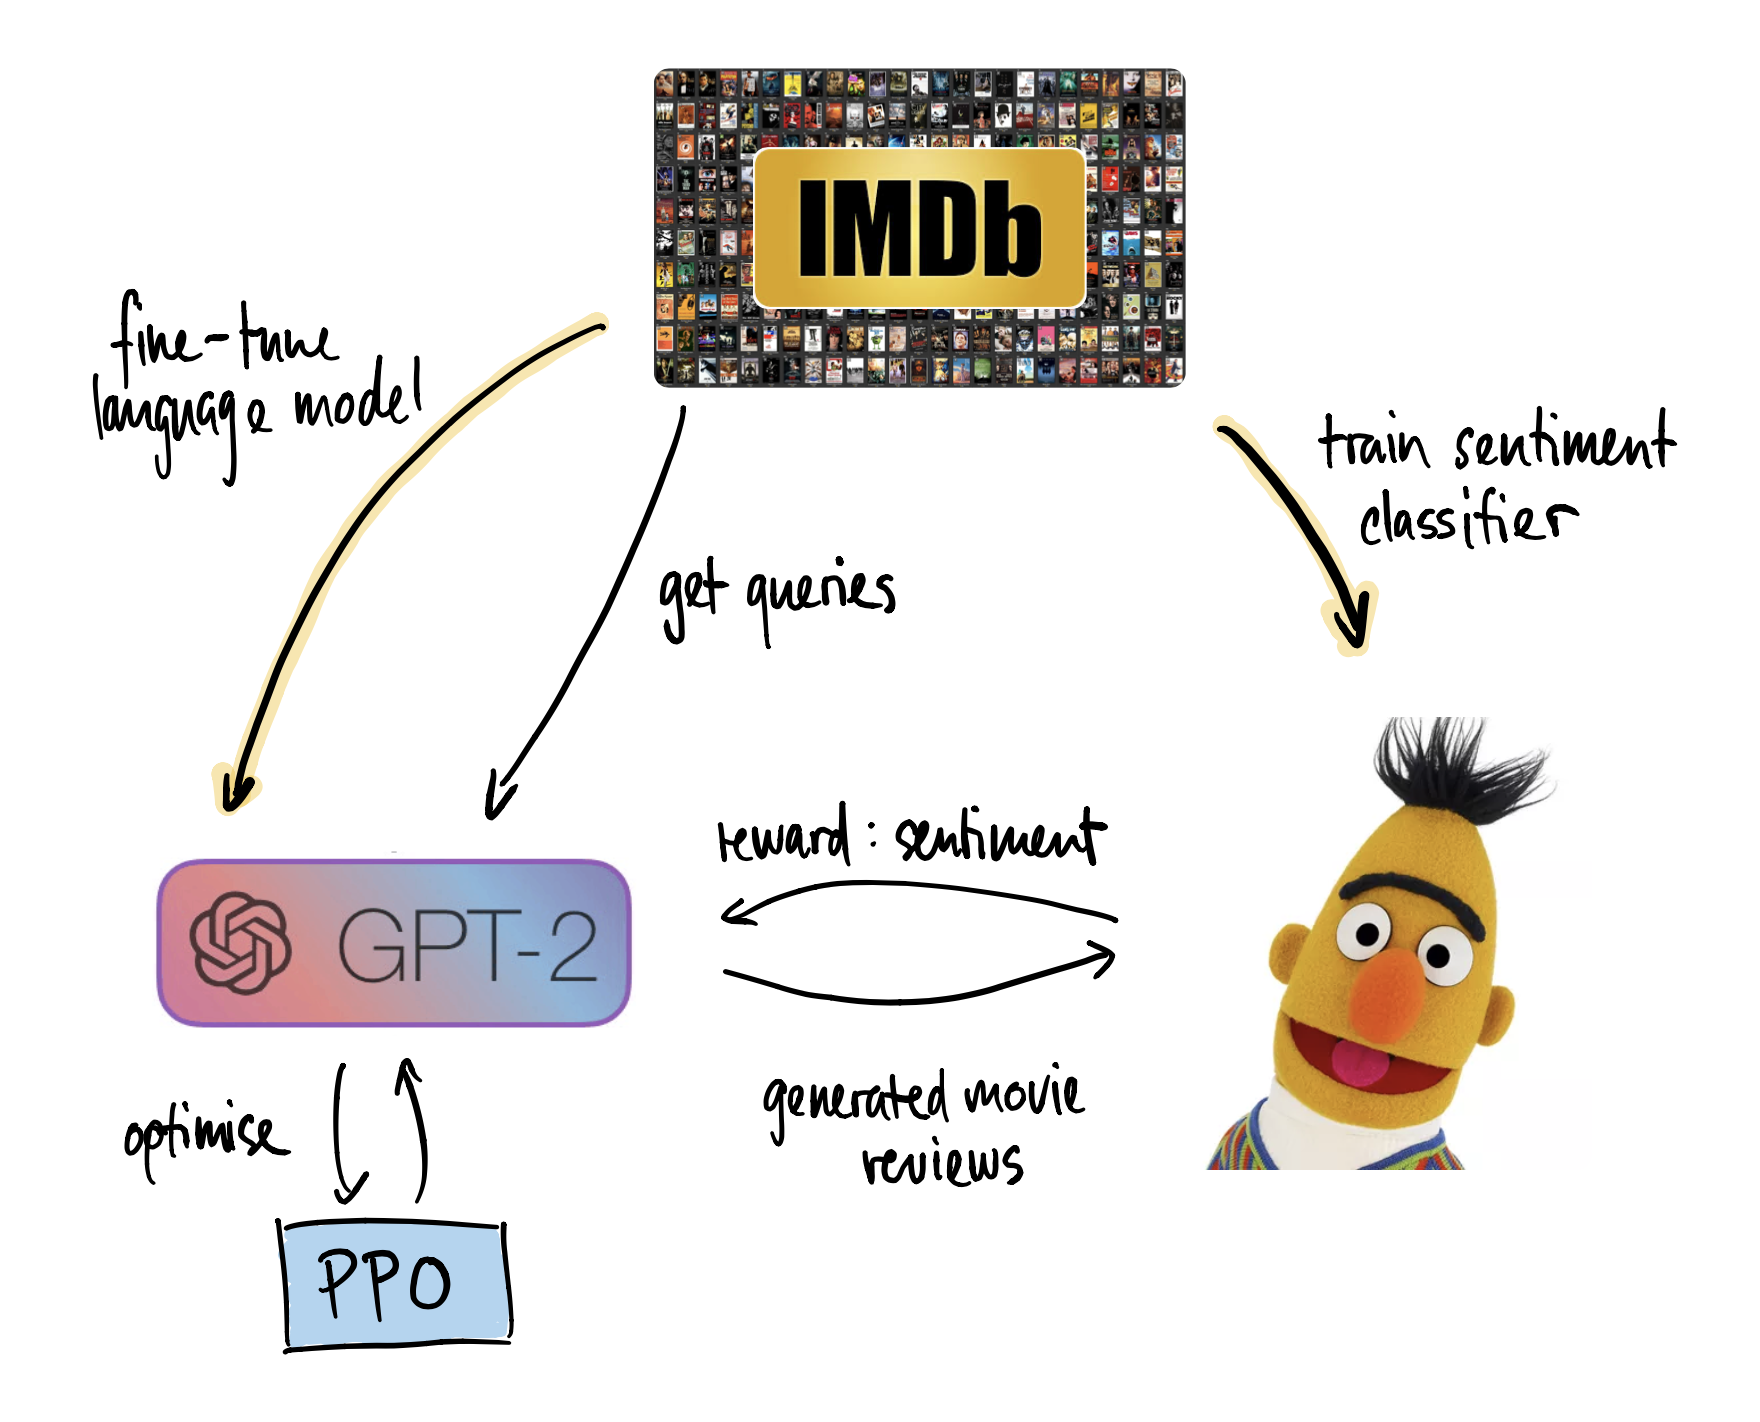 IMDb
fine-tune
language model
train sentiment
classifier
get queries
reward: sentiment
GPT-2
generated movie
reviews
optimise
PPO